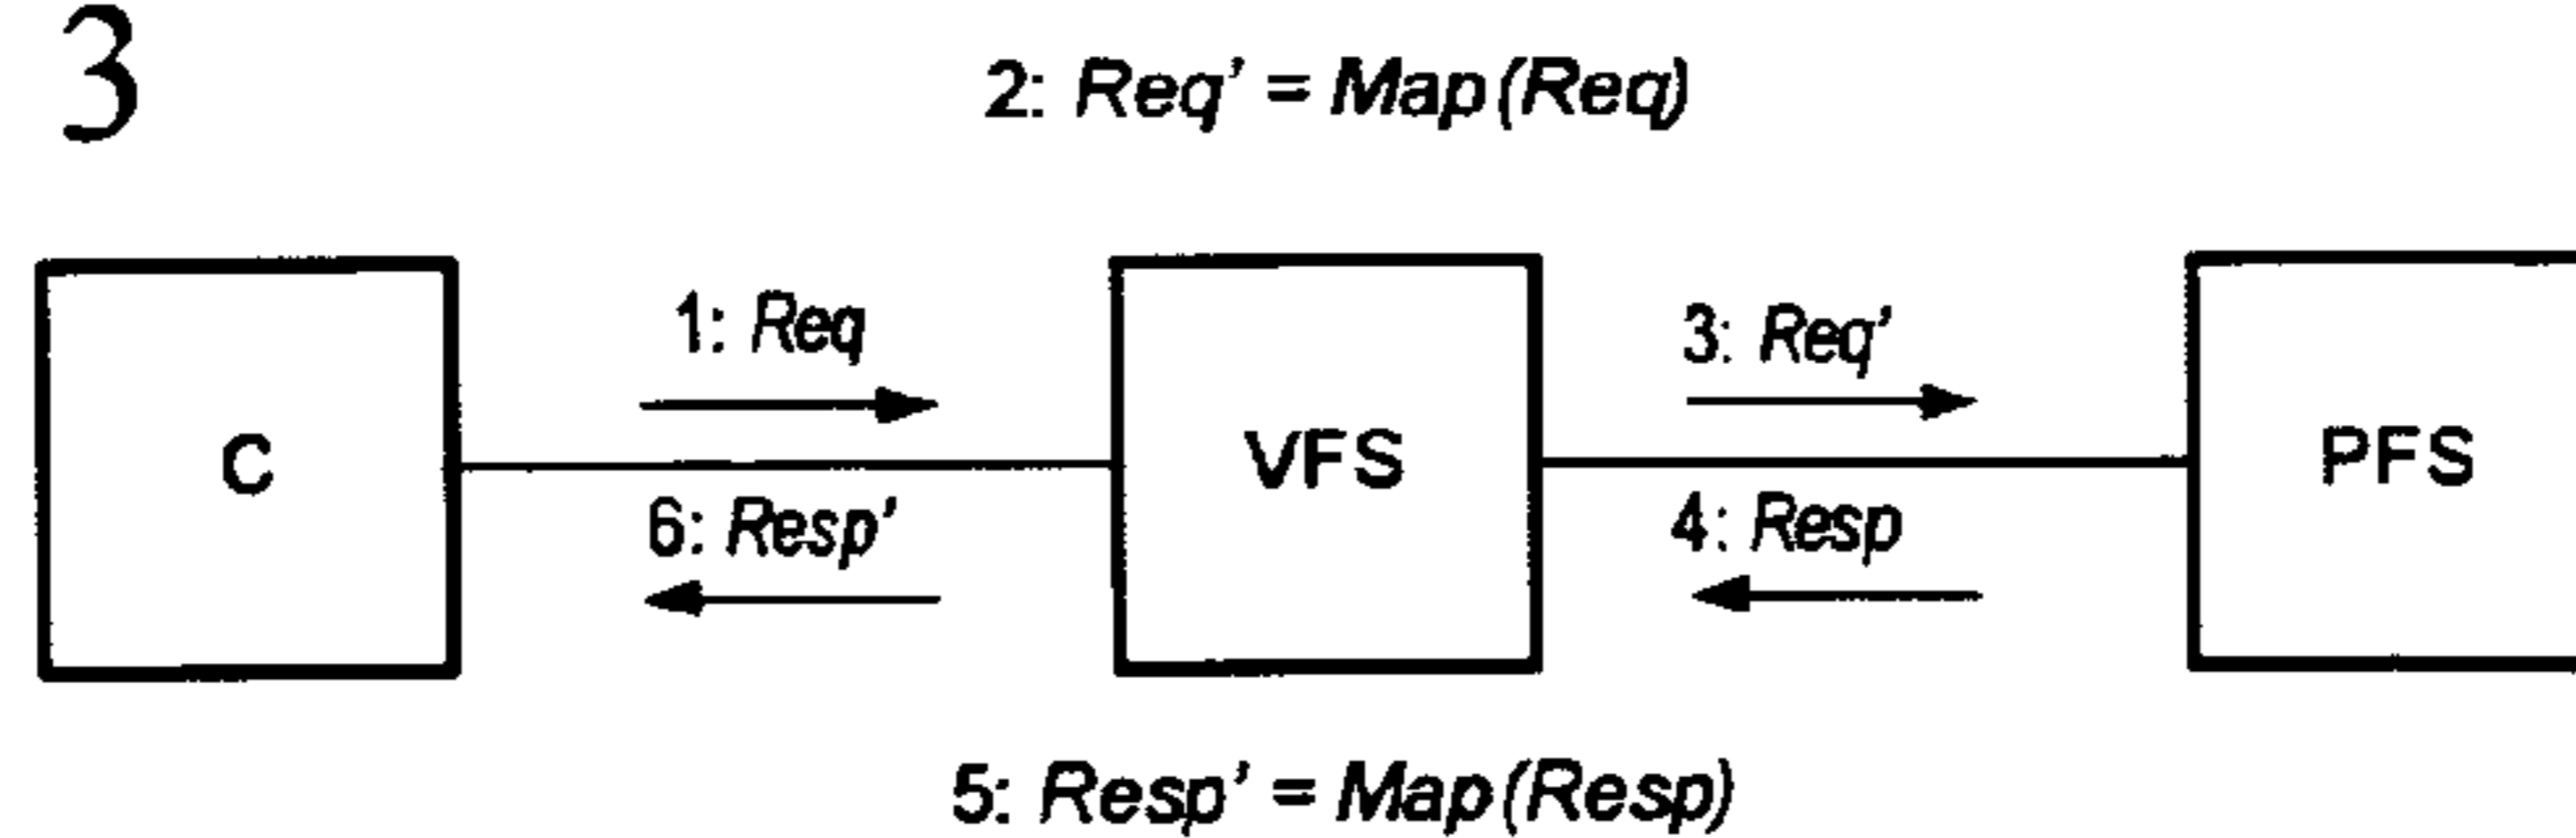 3
2: Req' = Map(Req)
1: Req
3: Req'
C
VFS
PFS
6: Resp'
4: Resp
5: Resp' = Map(Resp)